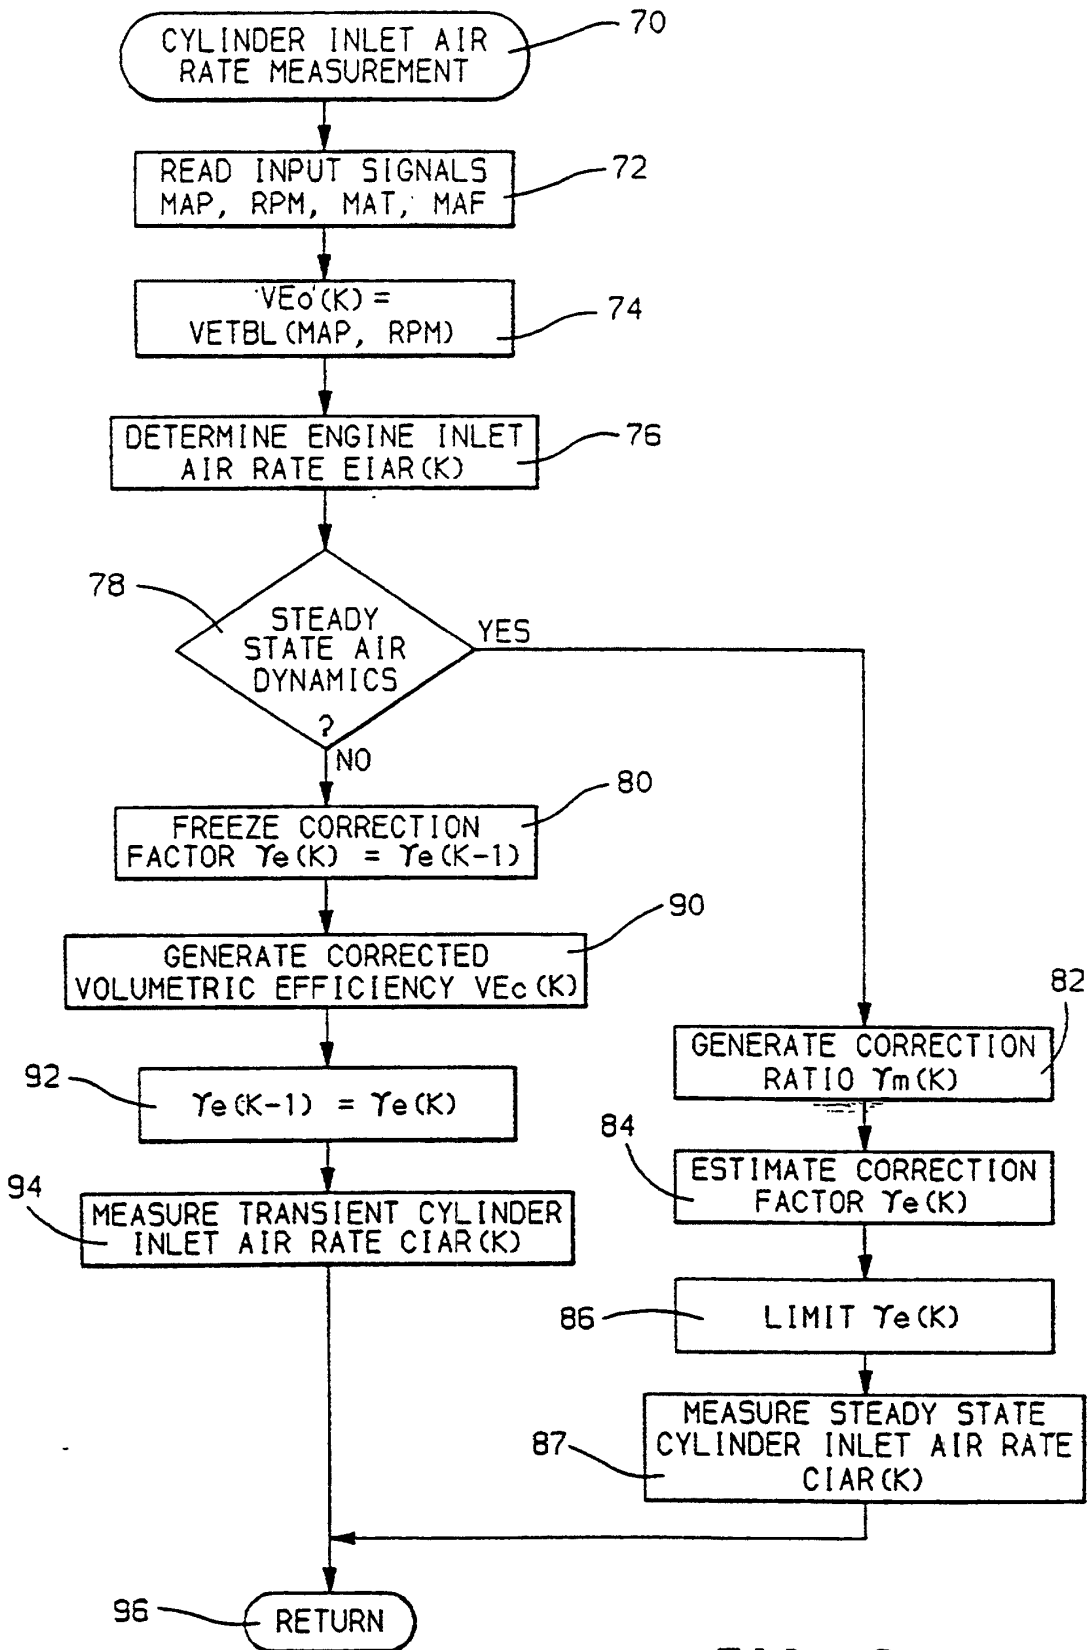 CYLINDER INLET AIR
RATE MEASUREMENT
70
READ INPUT SIGNALS
MAP, RPM, MAT, MAF
72
VEo(K) =
VETBL(MAP, RPM)
74
DETERMINE ENGINE INLET
AIR RATE EIAR(K)
76
78
STEADY
STATE AIR
DYNAMICS
?
YES
NO
FREEZE CORRECTION
FACTOR γe(K) = γe(K-1)
80
GENERATE CORRECTED
VOLUMETRIC EFFICIENCY VEc(K)
90
92
γe(K-1) = γe(K)
94
MEASURE TRANSIENT CYLINDER
INLET AIR RATE CIAR(K)
82
GENERATE CORRECTION
RATIO γm(K)
84
ESTIMATE CORRECTION
FACTOR γe(K)
86
LIMIT γe(K)
87
MEASURE STEADY STATE
CYLINDER INLET AIR RATE
CIAR(K)
96
RETURN